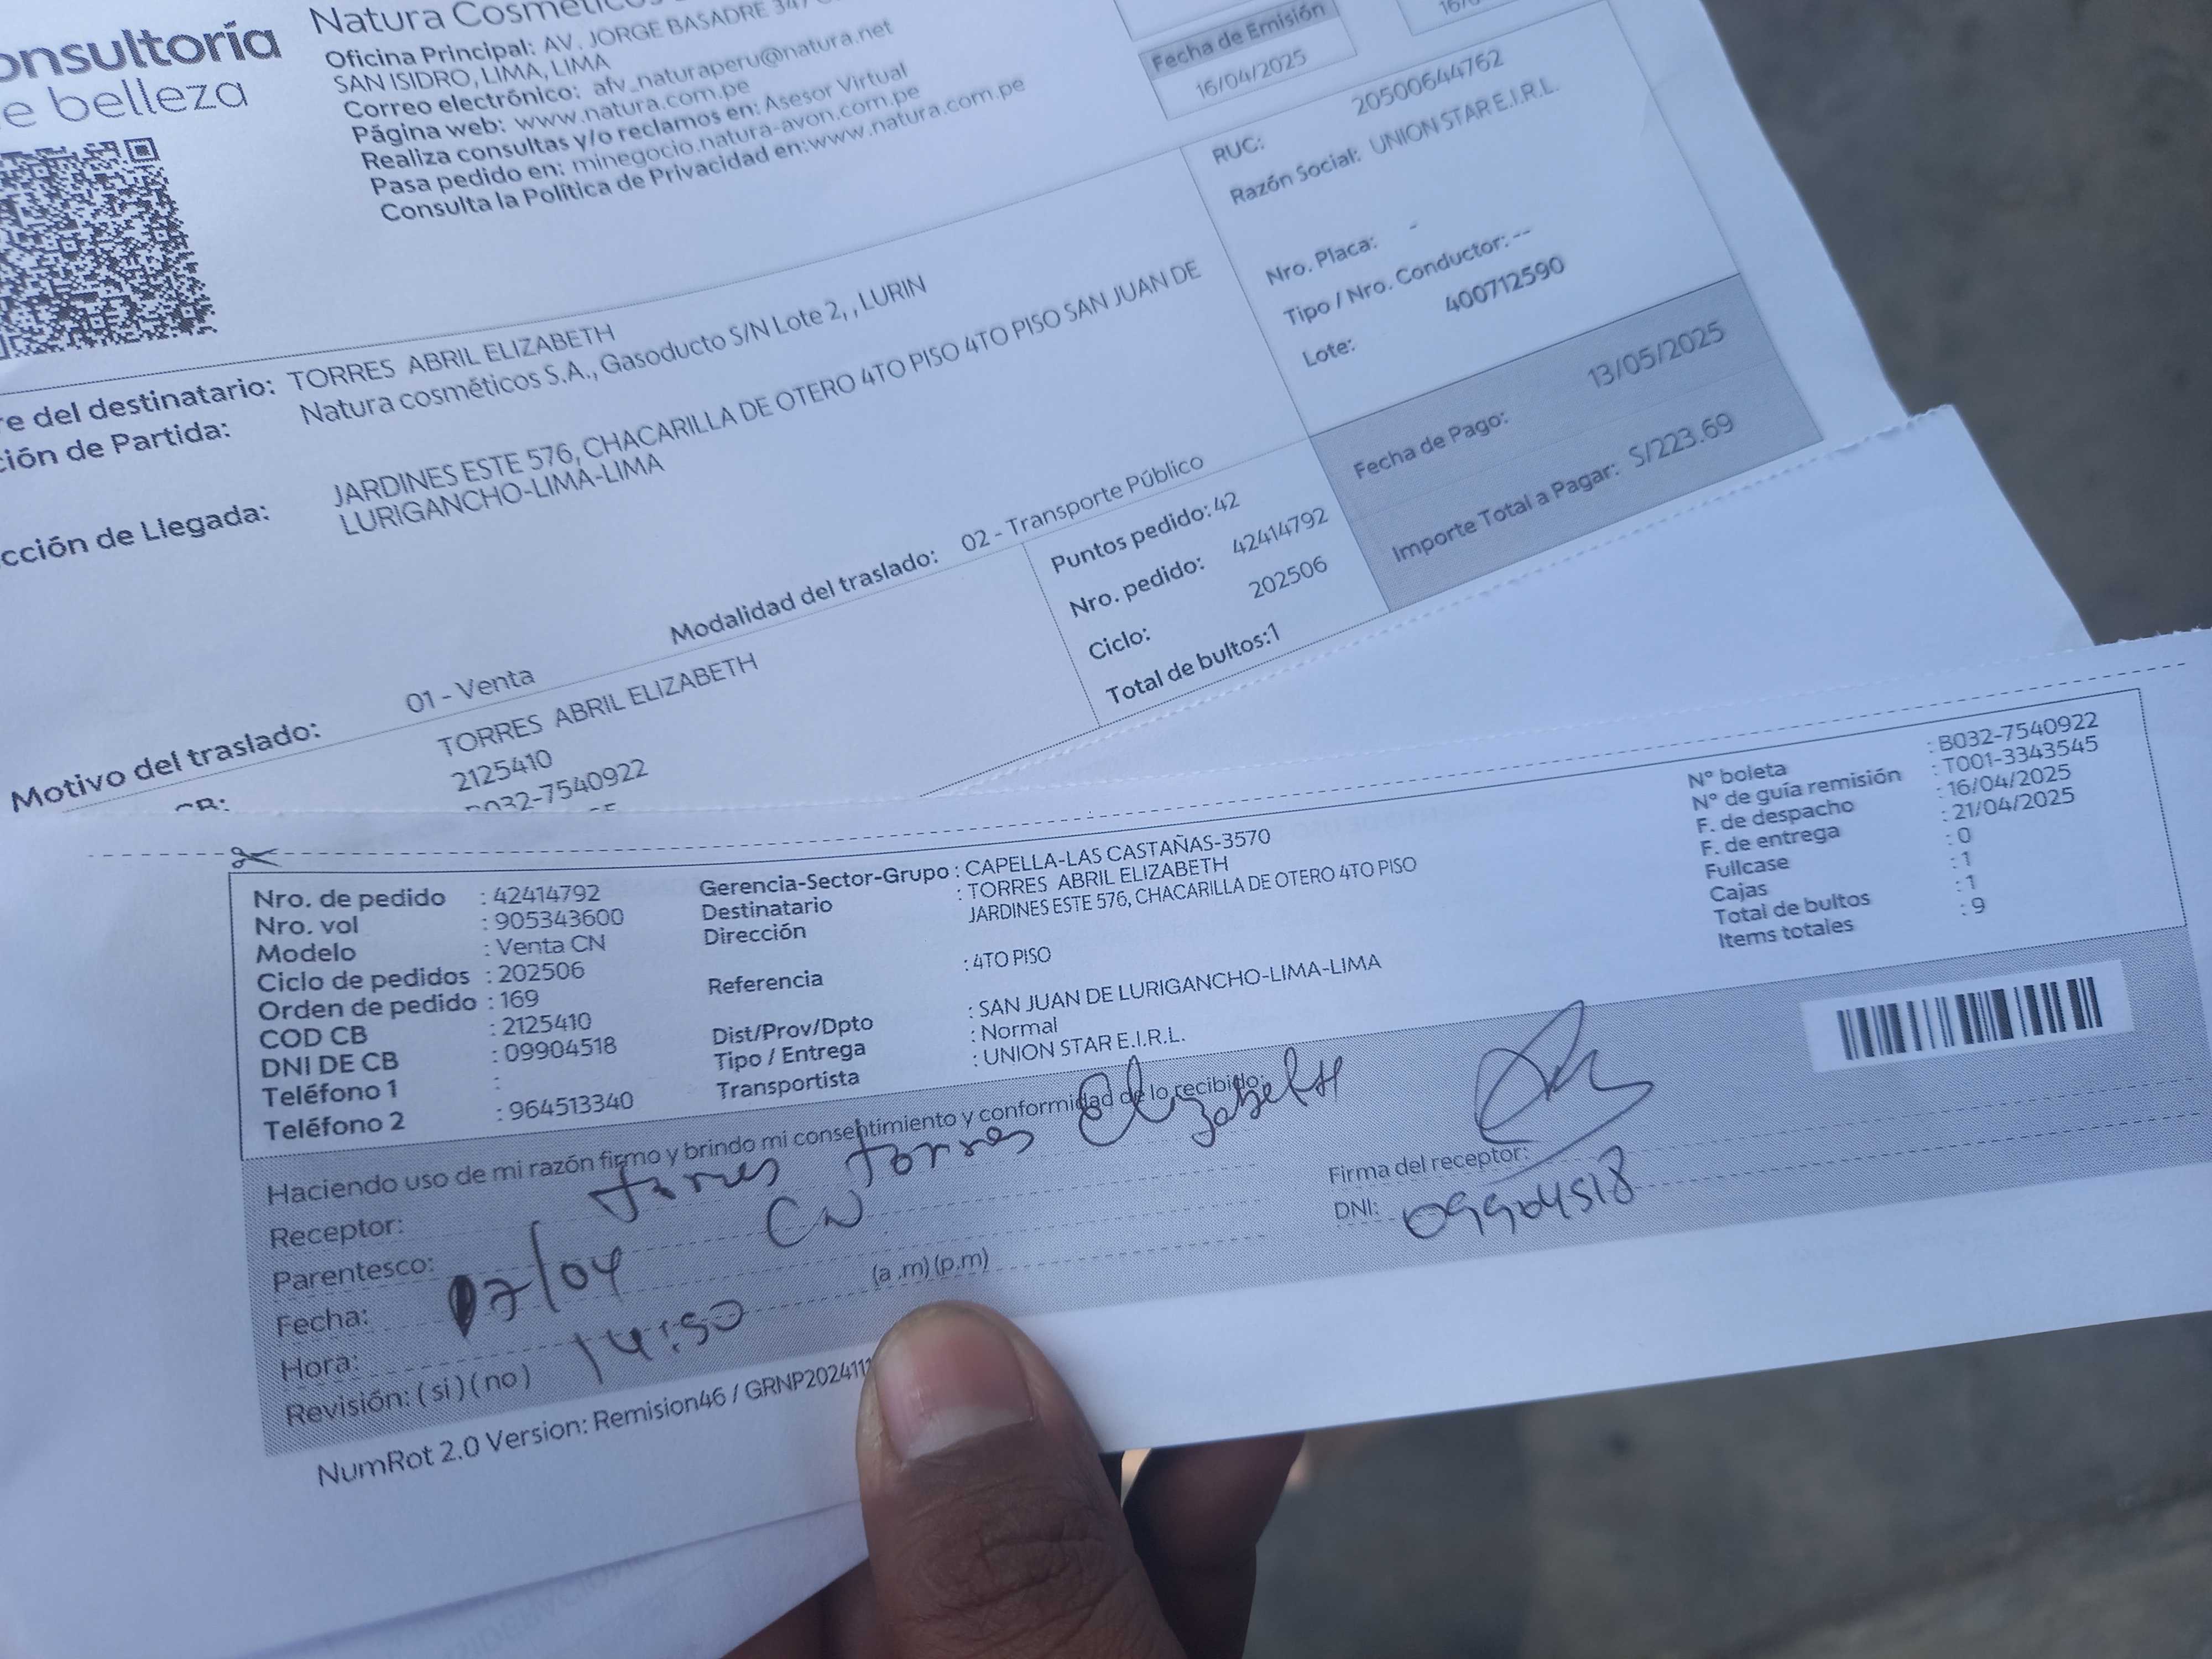 onsultoría
e belleza
Natura Cosméticos
Oficina Principal: AV. JORGE BASADRE 347
SAN ISIDRO, LIMA, LIMA
Correo electrónico: afv_naturaperu@natura.net
Página web: www.natura.com.pe
Realiza consultas y/o reclamos en: Asesor Virtual
Pasa pedido en: minegocio.natura-avon.com.pe
Consulta la Política de Privacidad en:www.natura.com.pe
Fecha de Emisión
16/04/2025
RUC: 20500644762
Razón Social: UNION STAR E.I.R.L.
Nro. Placa: -
Tipo / Nro. Conductor: --
Lote: 400712590
Fecha de Pago: 13/05/2025
Importe Total a Pagar: S/223.69
re del destinatario: TORRES ABRIL ELIZABETH
ción de Partida: Natura cosméticos S.A., Gasoducto S/N Lote 2, , LURIN
cción de Llegada: JARDINES ESTE 576, CHACARILLA DE OTERO 4TO PISO 4TO PISO SAN JUAN DE
LURIGANCHO-LIMA-LIMA
Motivo del traslado: 01 - Venta
Modalidad del traslado: 02 - Transporte Público
Puntos pedido: 42
Nro. pedido: 42414792
Ciclo: 202506
Total de bultos:1
TORRES ABRIL ELIZABETH
CB: 2125410
B032-7540922
Nro. de pedido : 42414792
Nro. vol : 905343600
Modelo : Venta CN
Ciclo de pedidos : 202506
Orden de pedido : 169
COD CB : 2125410
DNI DE CB : 09904518
Teléfono 1 :
Teléfono 2 : 964513340
Gerencia-Sector-Grupo : CAPELLA-LAS CASTAÑAS-3570
Destinatario : TORRES ABRIL ELIZABETH
Dirección JARDINES ESTE 576, CHACARILLA DE OTERO 4TO PISO
Referencia : 4TO PISO
Dist/Prov/Dpto : SAN JUAN DE LURIGANCHO-LIMA-LIMA
Tipo / Entrega : Normal
Transportista : UNION STAR E.I.R.L.
N° boleta : B032-7540922
N° de guía remisión : T001-3343545
F. de despacho : 16/04/2025
F. de entrega : 21/04/2025
Fullcase : 0
Cajas : 1
Total de bultos : 1
Items totales : 9
Haciendo uso de mi razón firmo y brindo mi consentimiento y conformidad de lo recibido:
Receptor: Torres Torres Elizabeth
Parentesco: CN
Fecha: 17/04
Hora: 14:50 (a .m) (p.m)
Revisión: ( si ) ( no )
Firma del receptor:
DNI: 09904518
NumRot 2.0 Version: Remision46 / GRNP202411